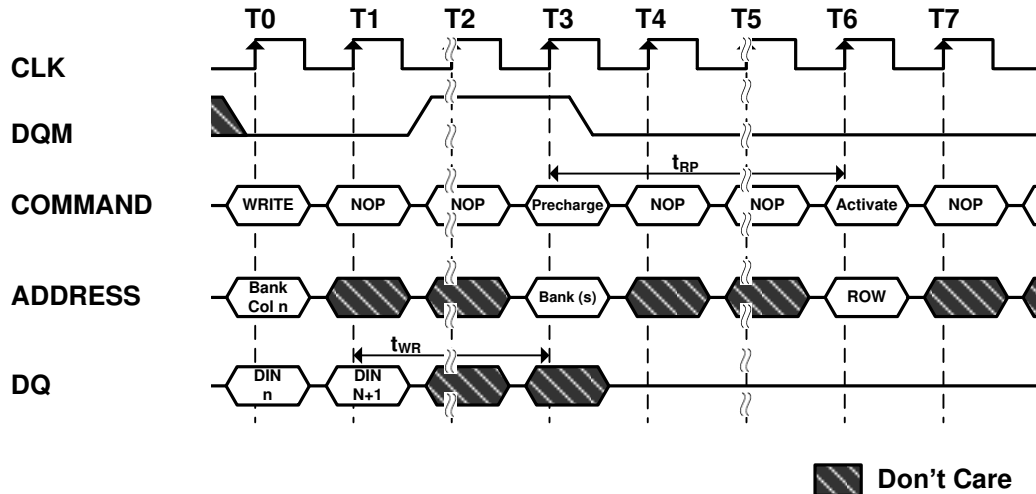 T0 T1 T2 T3 T4 T5 T6 T7
CLK
DQM
tRP
COMMAND WRITE NOP NOP Precharge NOP NOP Activate NOP
ADDRESS Bank Col n Bank (s) ROW
tWR
DQ DIN n DIN N+1
Don't Care